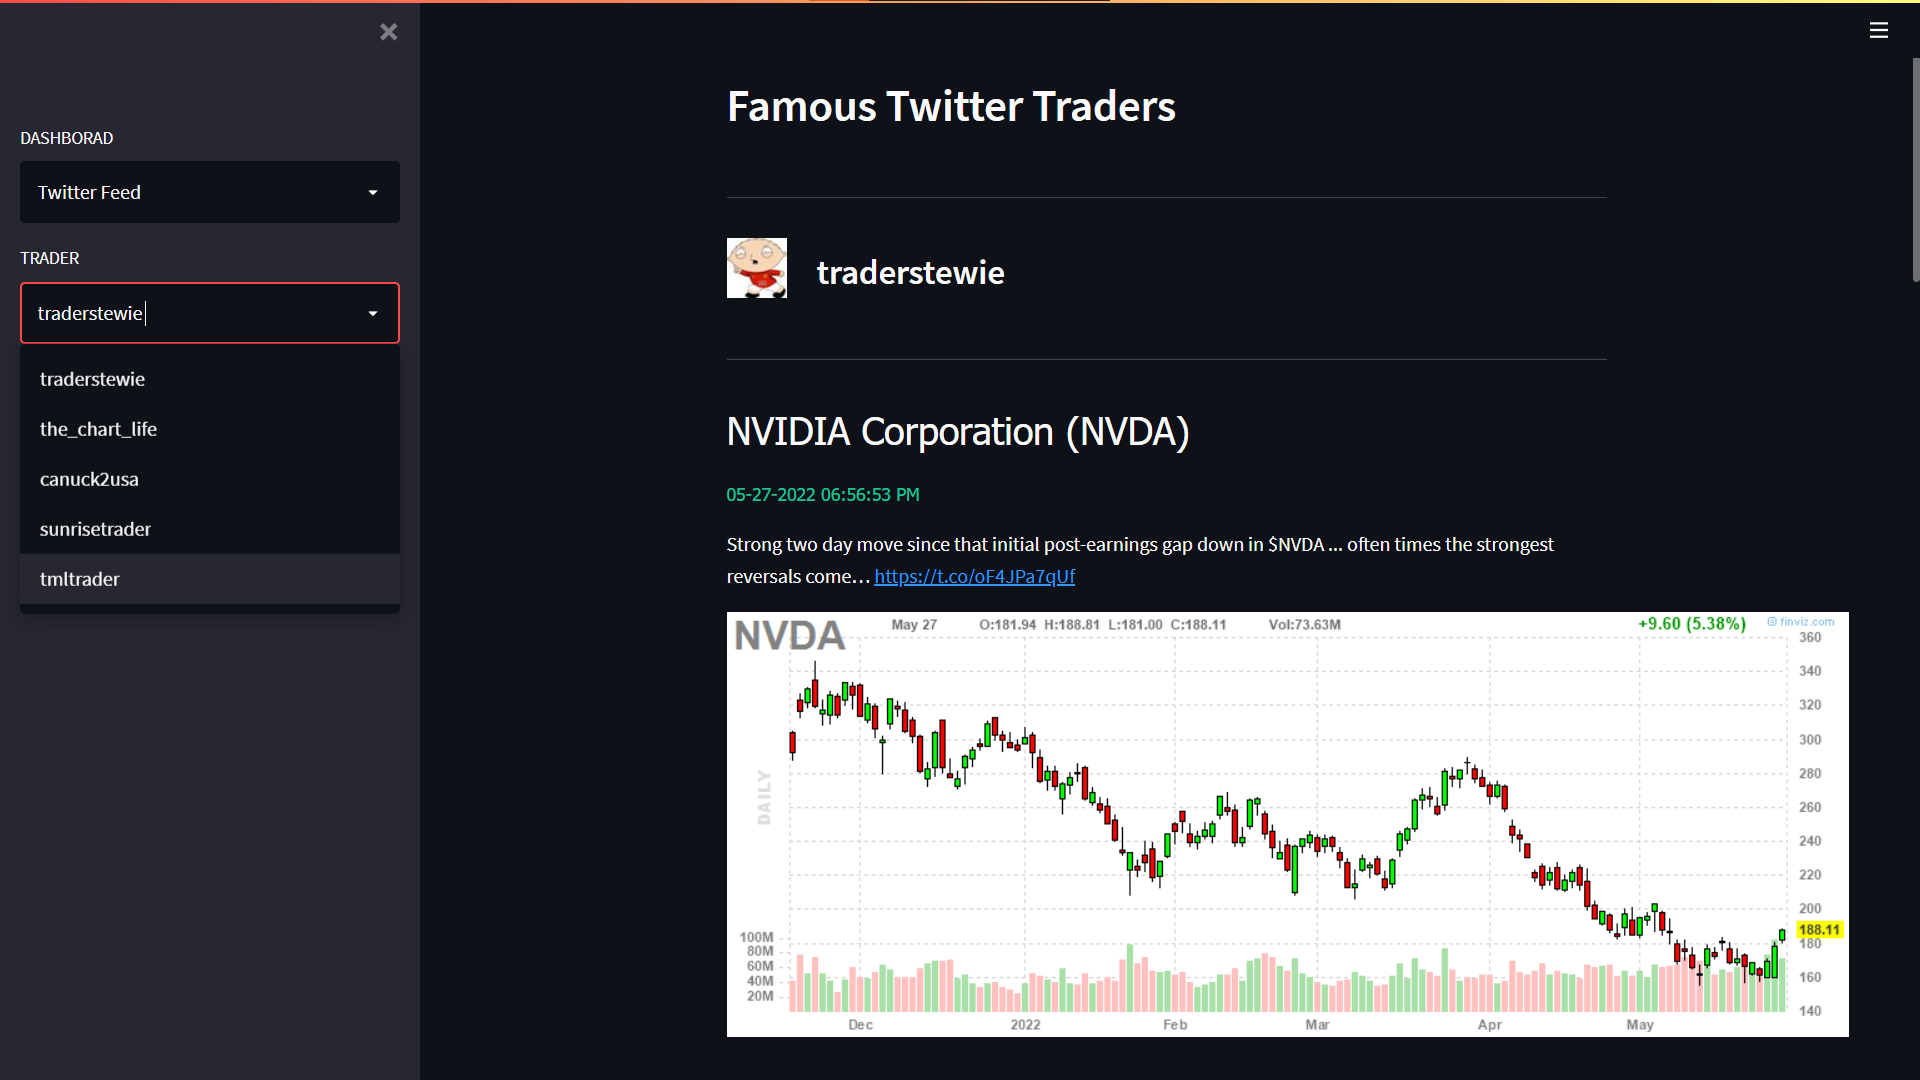 DASHBORAD
Twitter Feed
TRADER
traderstewie
traderstewie
the_chart_life
canuck2usa
sunrisetrader
tmltrader
Famous Twitter Traders
traderstewie
NVIDIA Corporation (NVDA)
05-27-2022 06:56:53 PM
Strong two day move since that initial post-earnings gap down in $NVDA ... often times the strongest
reversals come… https://t.co/oF4JPa7qUf
NVDA May 27 O:181.94 H:188.81 L:181.00 C:188.11 Vol:73.63M +9.60 (5.38%) © finviz.com
360
340
320
300
280
260
240
220
200
188.11
180
160
140
DAILY
100M
80M
60M
40M
20M
Dec 2022 Feb Mar Apr May